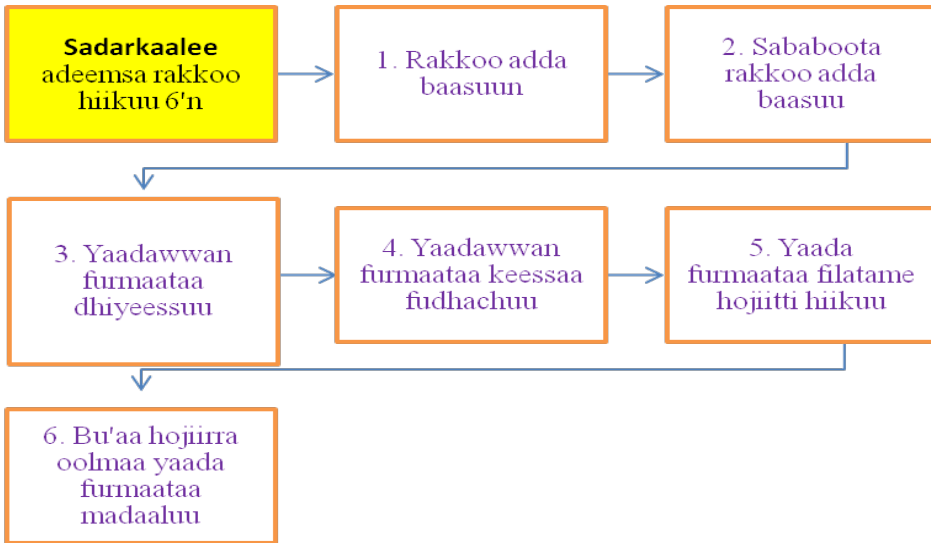 Sadarkaalee
adeemsa rakkoo
hiikuu 6'n
1. Rakkoo adda
baasuun
2. Sababoota
rakkoo adda
baasuu
3. Yaadawwan
furmaataa
dhiyeessuu
4. Yaadawwan
furmaataa keessaa
fudhachuu
5. Yaada
furmaataa filatame
hojiitti hiikuu
6. Bu'aa hojiirra
oolmaa yaada
furmaataa
madaaluu